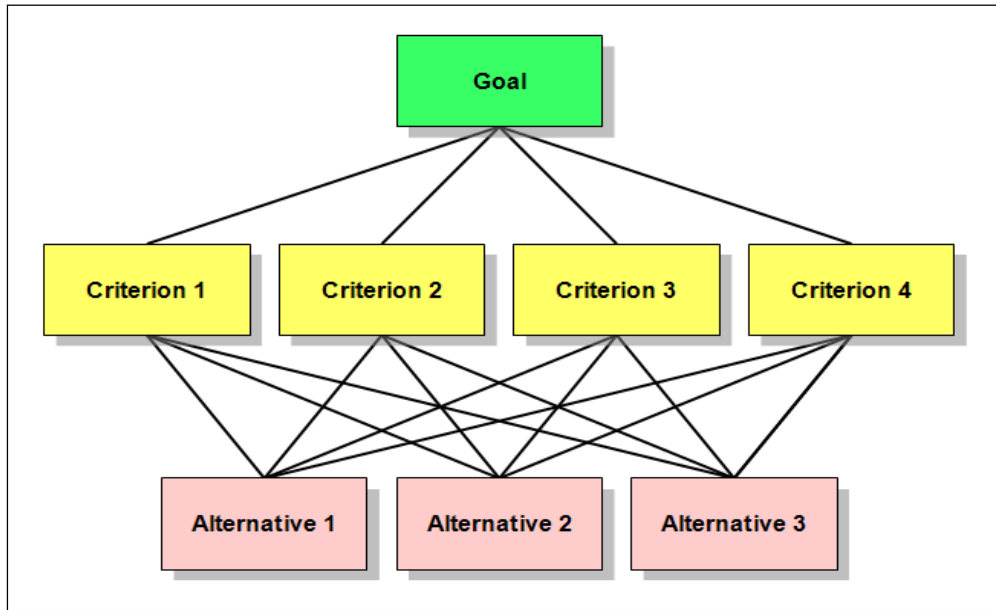 Goal
Criterion 1
Criterion 2
Criterion 3
Criterion 4
Alternative 1
Alternative 2
Alternative 3